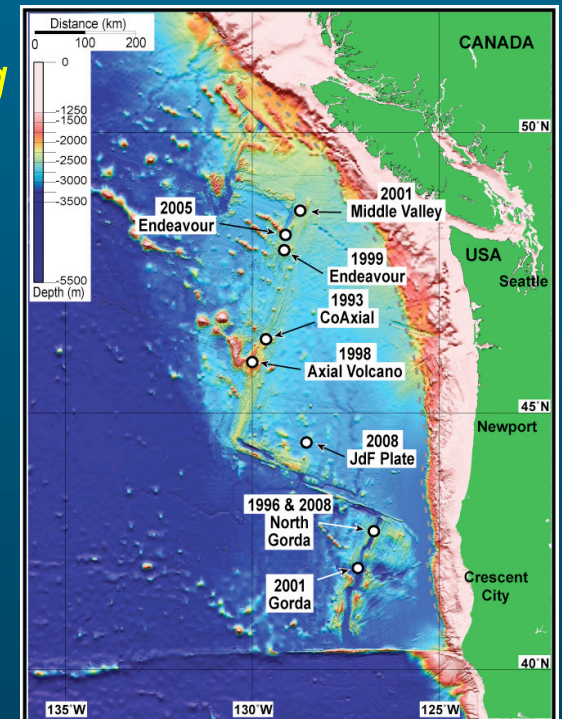 g
Distance (km)
0 100 200
0
-1250
-1500
-2000
-2500
-3000
-3500
-5500
Depth (m)
CANADA
50°N
2001
Middle Valley
2005
Endeavour
USA
1999
Endeavour
Seattle
1993
CoAxial
1998
Axial Volcano
45°N
Newport
2008
JdF Plate
1996 & 2008
North
Gorda
2001
Gorda
Crescent
City
40°N
135°W
130°W
125°W